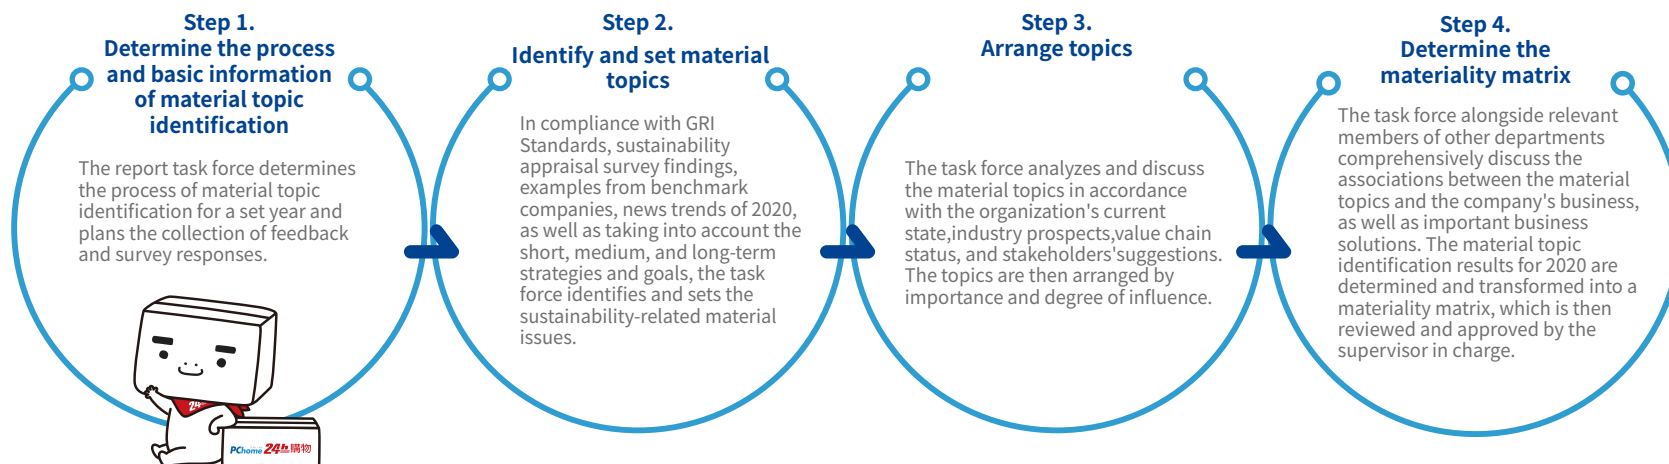 Step 1.
Determine the process
and basic information
of material topic
identification
The report task force determines
the process of material topic
identification for a set year and
plans the collection of feedback
and survey responses.
Step 2.
Identify and set material
topics
In compliance with GRI
Standards, sustainability
appraisal survey findings,
examples from benchmark
companies, news trends of 2020,
as well as taking into account the
short, medium, and long-term
strategies and goals, the task
force identifies and sets the
sustainability-related material
issues.
Step 3.
Arrange topics
The task force analyzes and discuss
the material topics in accordance
with the organization's current
state,industry prospects,value chain
status, and stakeholders'suggestions.
The topics are then arranged by
importance and degree of influence.
Step 4.
Determine the
materiality matrix
The task force alongside relevant
members of other departments
comprehensively discuss the
associations between the material
topics and the company's business,
as well as important business
solutions. The material topic
identification results for 2020 are
determined and transformed into a
materiality matrix, which is then
reviewed and approved by the
supervisor in charge.
24
PChome 24h 購物